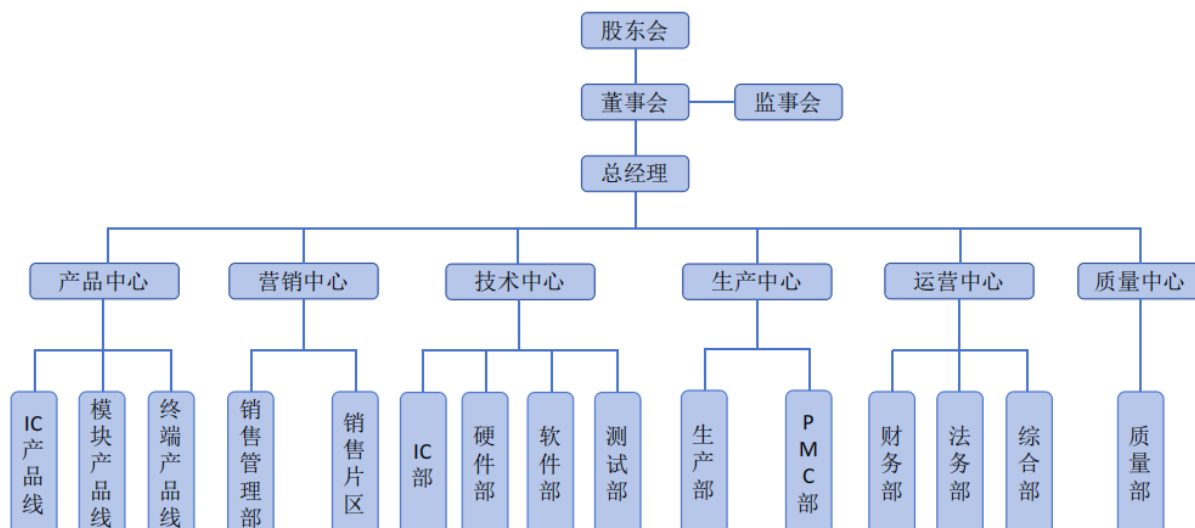 股东会
董事会
监事会
总经理
产品中心
营销中心
技术中心
生产中心
运营中心
质量中心
IC产品线
模块产品线
终端产品线
销售管理部
销售片区
IC部
硬件部
软件部
测试部
生产部
PMC部
财务部
法务部
综合部
质量部